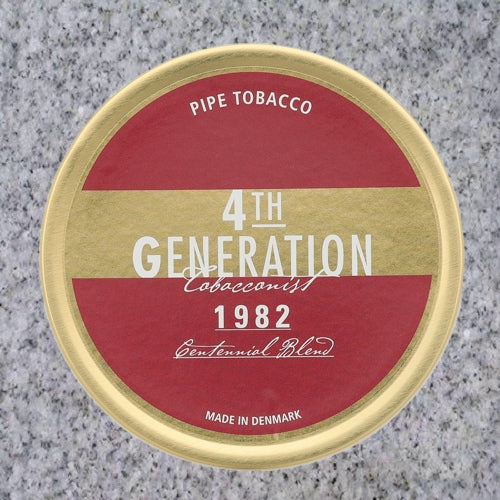 PIPE TOBACCO
4TH
GENERATION
Tobacconist
1982
Centennial Blend
MADE IN DENMARK